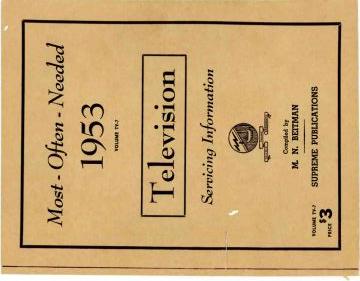 Most - Often - Needed
1953
VOLUME TV-7
Television
Servicing Information
Compiled by
M. N. BEITMAN
SUPREME PUBLICATIONS
VOLUME TV-7
PRICE $3